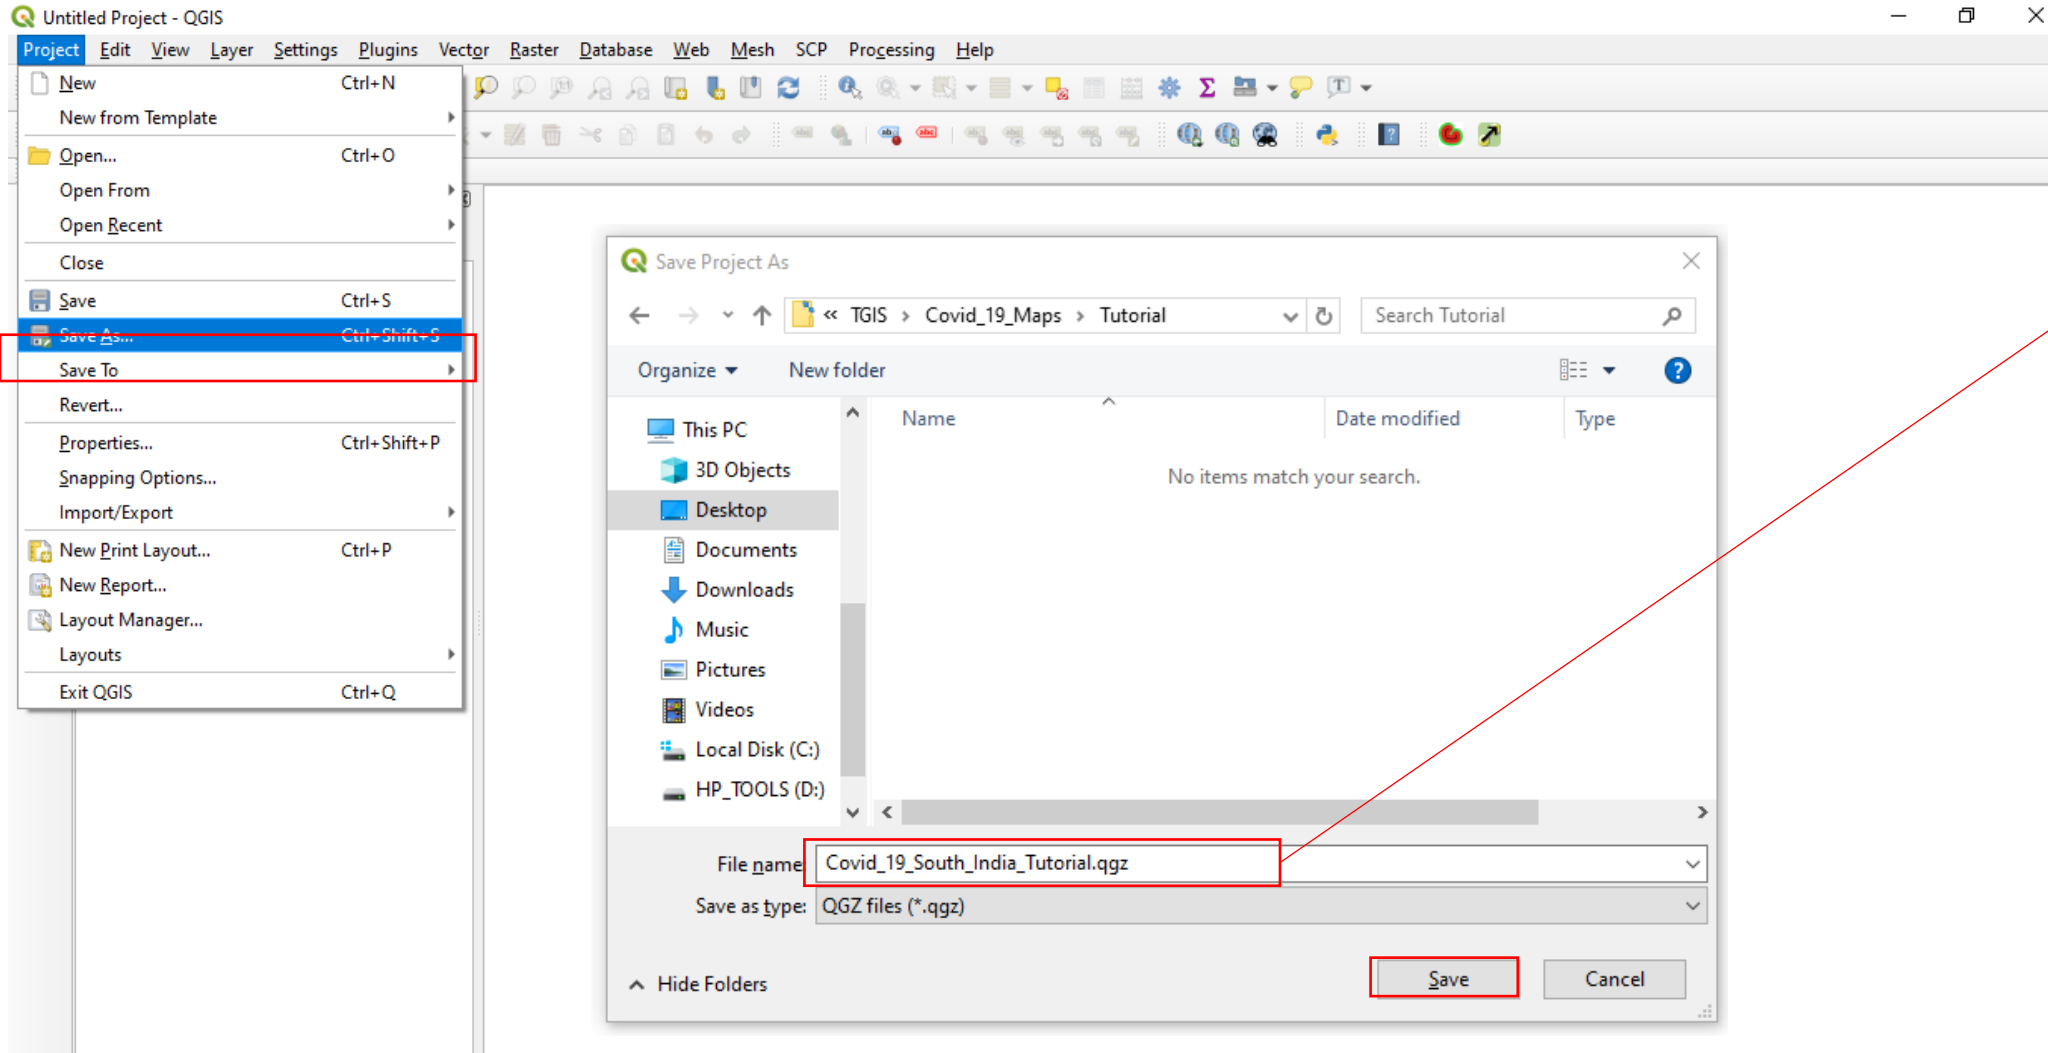 Untitled Project - QGIS
Project Edit View Layer Settings Plugins Vector Raster Database Web Mesh SCP Processing Help
New Ctrl+N
New from Template
Open... Ctrl+O
Open From
Open Recent
Close
Save Ctrl+S
Save As... Ctrl+Shift+S
Save To
Revert...
Properties... Ctrl+Shift+P
Snapping Options...
Import/Export
New Print Layout... Ctrl+P
New Report...
Layout Manager...
Layouts
Exit QGIS Ctrl+Q
Save Project As
« TGIS > Covid_19_Maps > Tutorial
Search Tutorial
Organize New folder
Name Date modified Type
No items match your search.
This PC
3D Objects
Desktop
Documents
Downloads
Music
Pictures
Videos
Local Disk (C:)
HP_TOOLS (D:)
File name: Covid_19_South_India_Tutorial.qgz
Save as type: QGZ files (*.qgz)
Hide Folders
Save Cancel